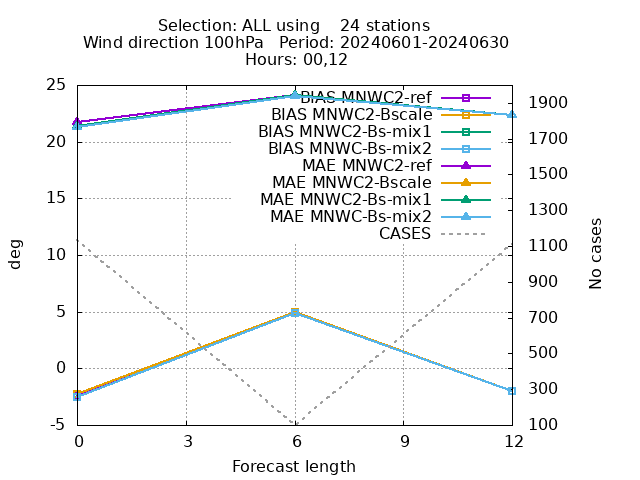 Selection: ALL using    24 stations
Wind direction 100hPa   Period: 20240601-20240630
Hours: 00,12
25
20
15
10
5
0
-5
deg
BIAS MNWC2-ref
BIAS MNWC2-Bscale
BIAS MNWC2-Bs-mix1
BIAS MNWC-Bs-mix2
MAE MNWC2-ref
MAE MNWC2-Bscale
MAE MNWC2-Bs-mix1
MAE MNWC-Bs-mix2
CASES
1900
1700
1500
1300
1100
900
700
500
300
100
No cases
0 3 6 9 12
Forecast length